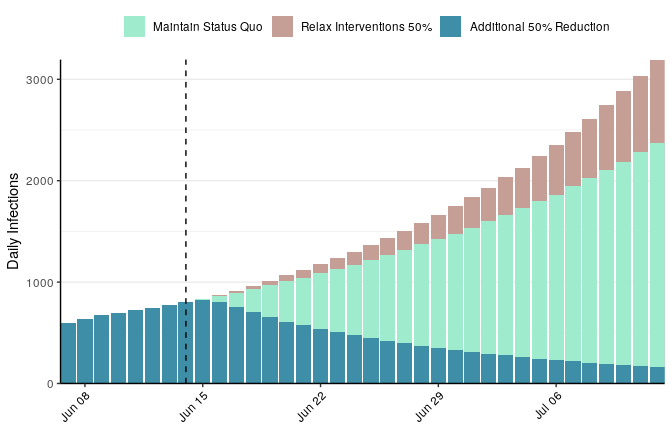 Maintain Status Quo Relax Interventions 50% Additional 50% Reduction
Daily Infections
3000
2000
1000
0
Jun 08 Jun 15 Jun 22 Jun 29 Jul 06